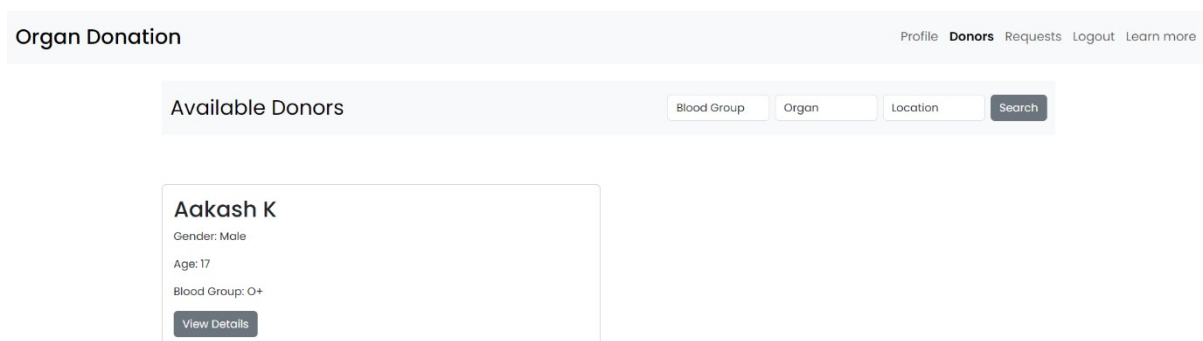 Organ Donation Profile Donors Requests Logout Learn more
Available Donors Blood Group Organ Location Search
Aakash K
Gender: Male
Age: 17
Blood Group: O+
View Details